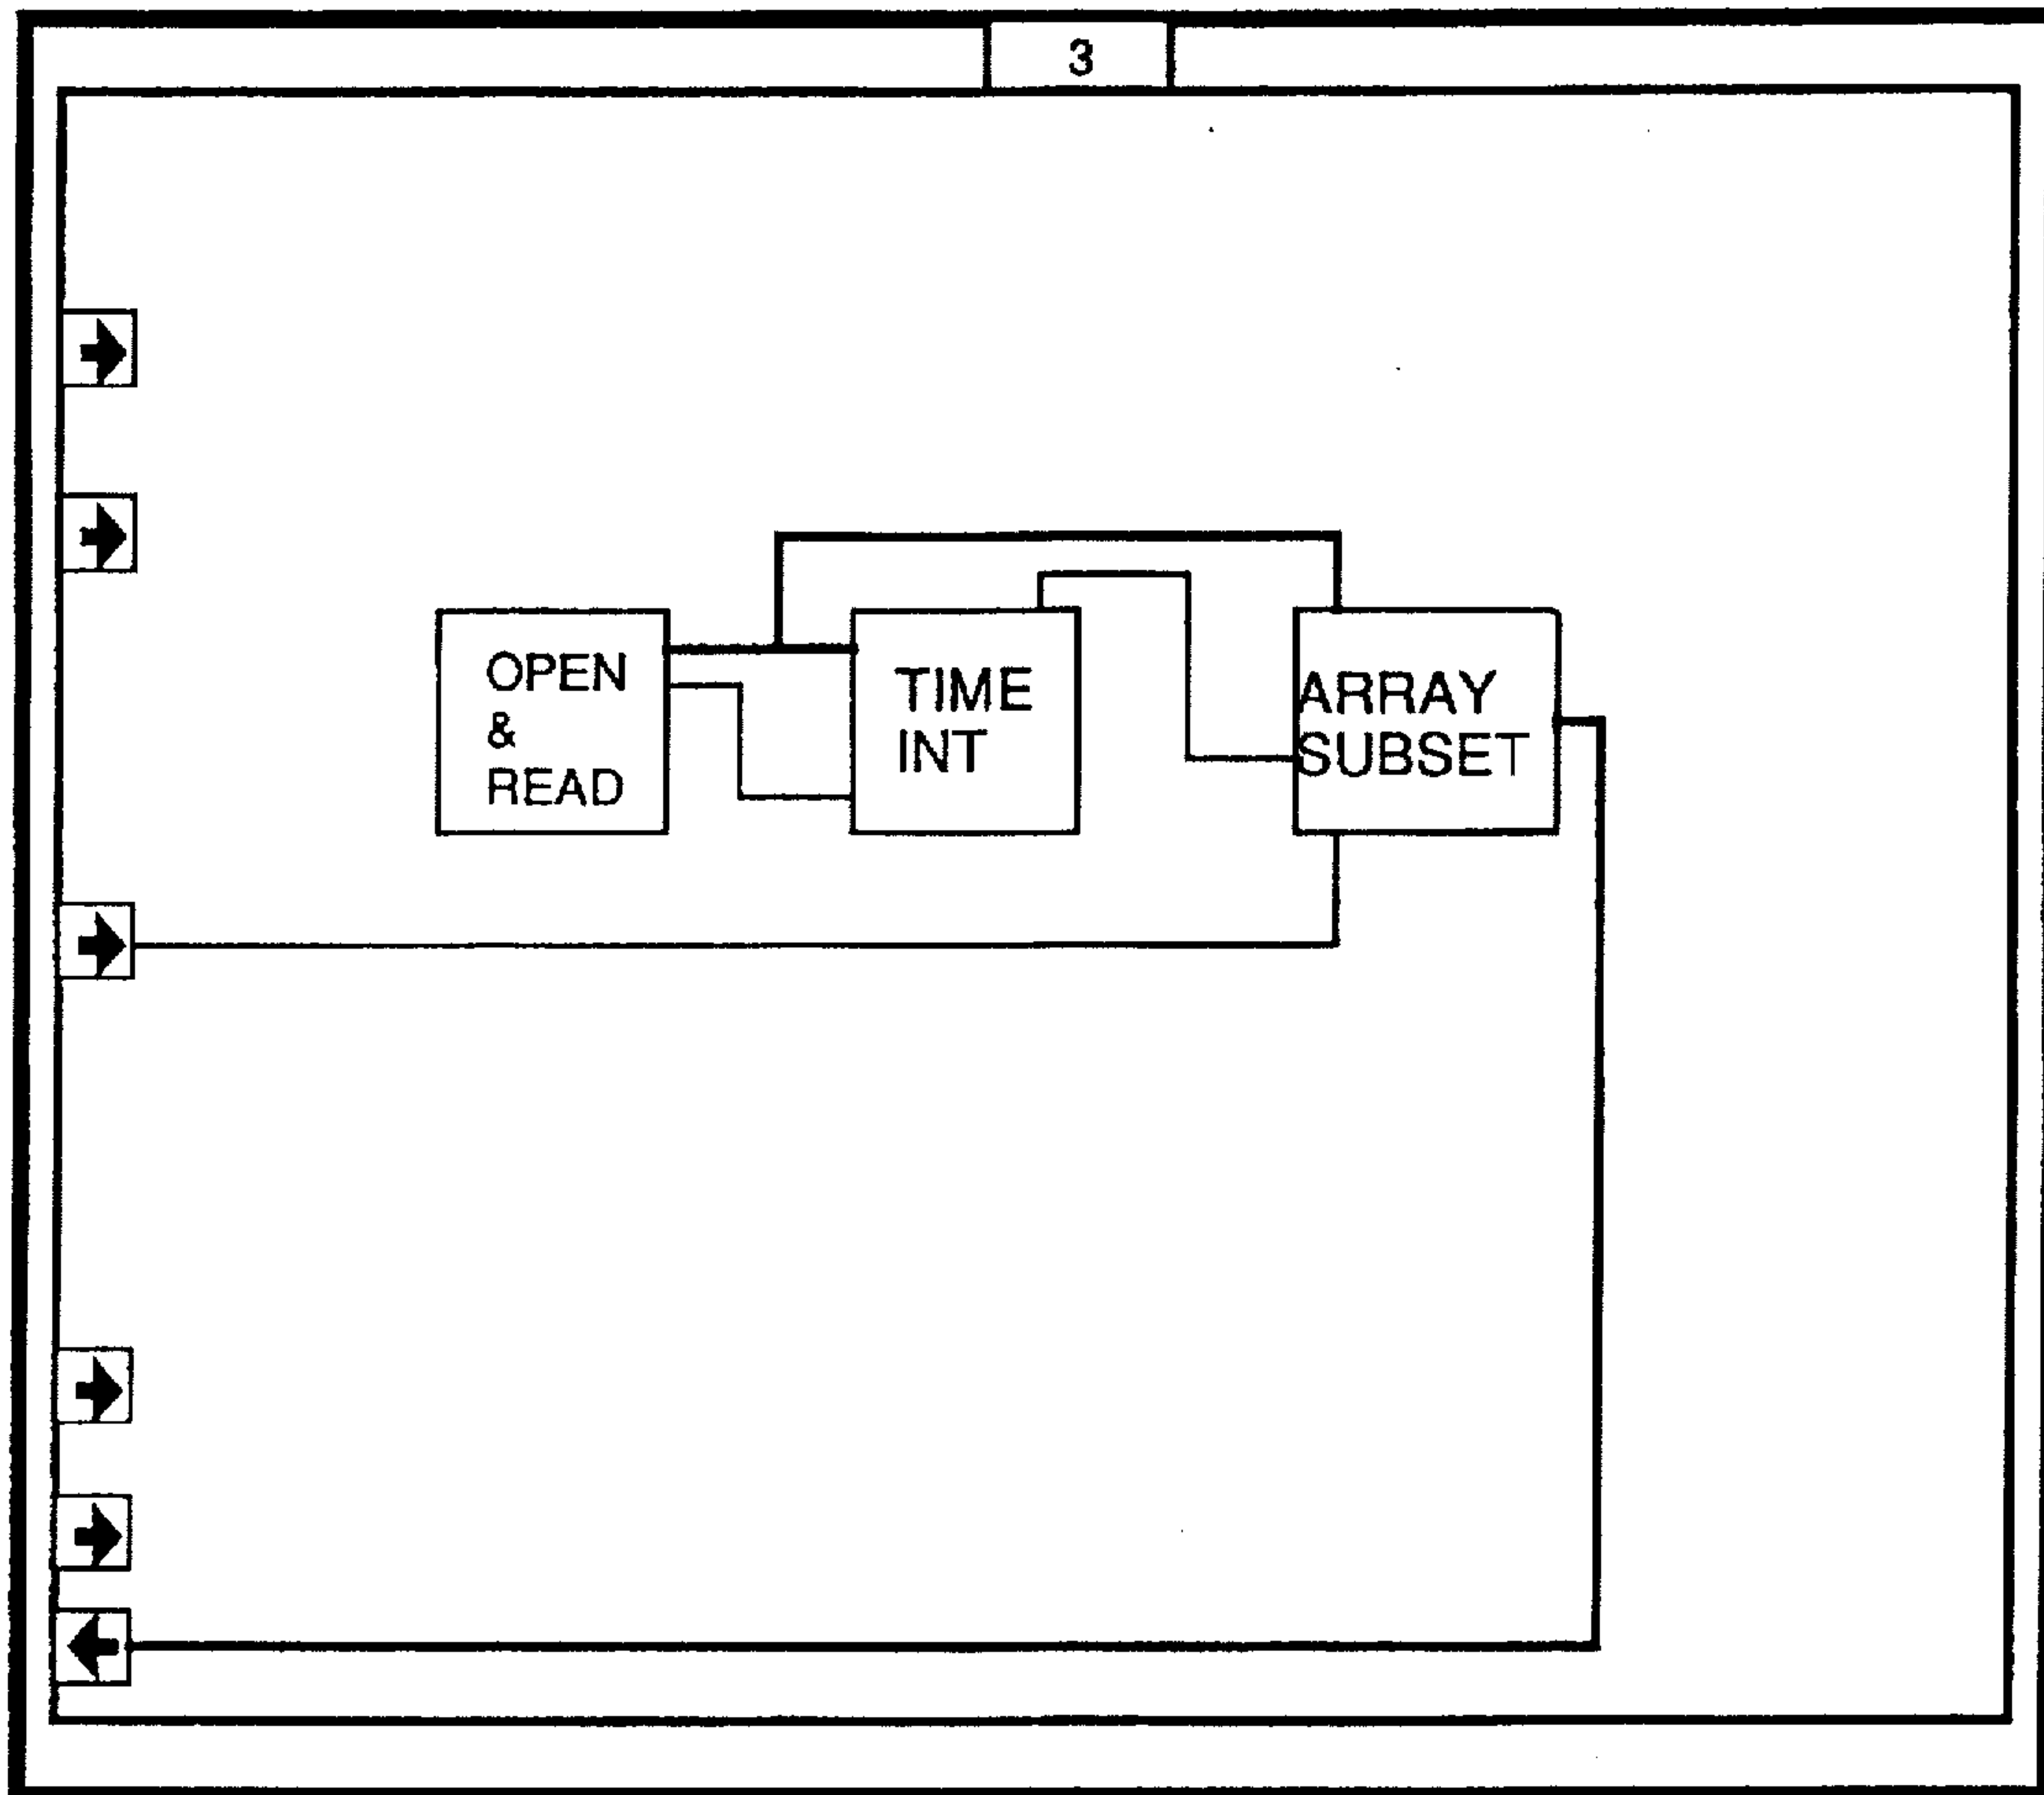 3
OPEN
&
READ
TIME
INT
ARRAY
SUBSET